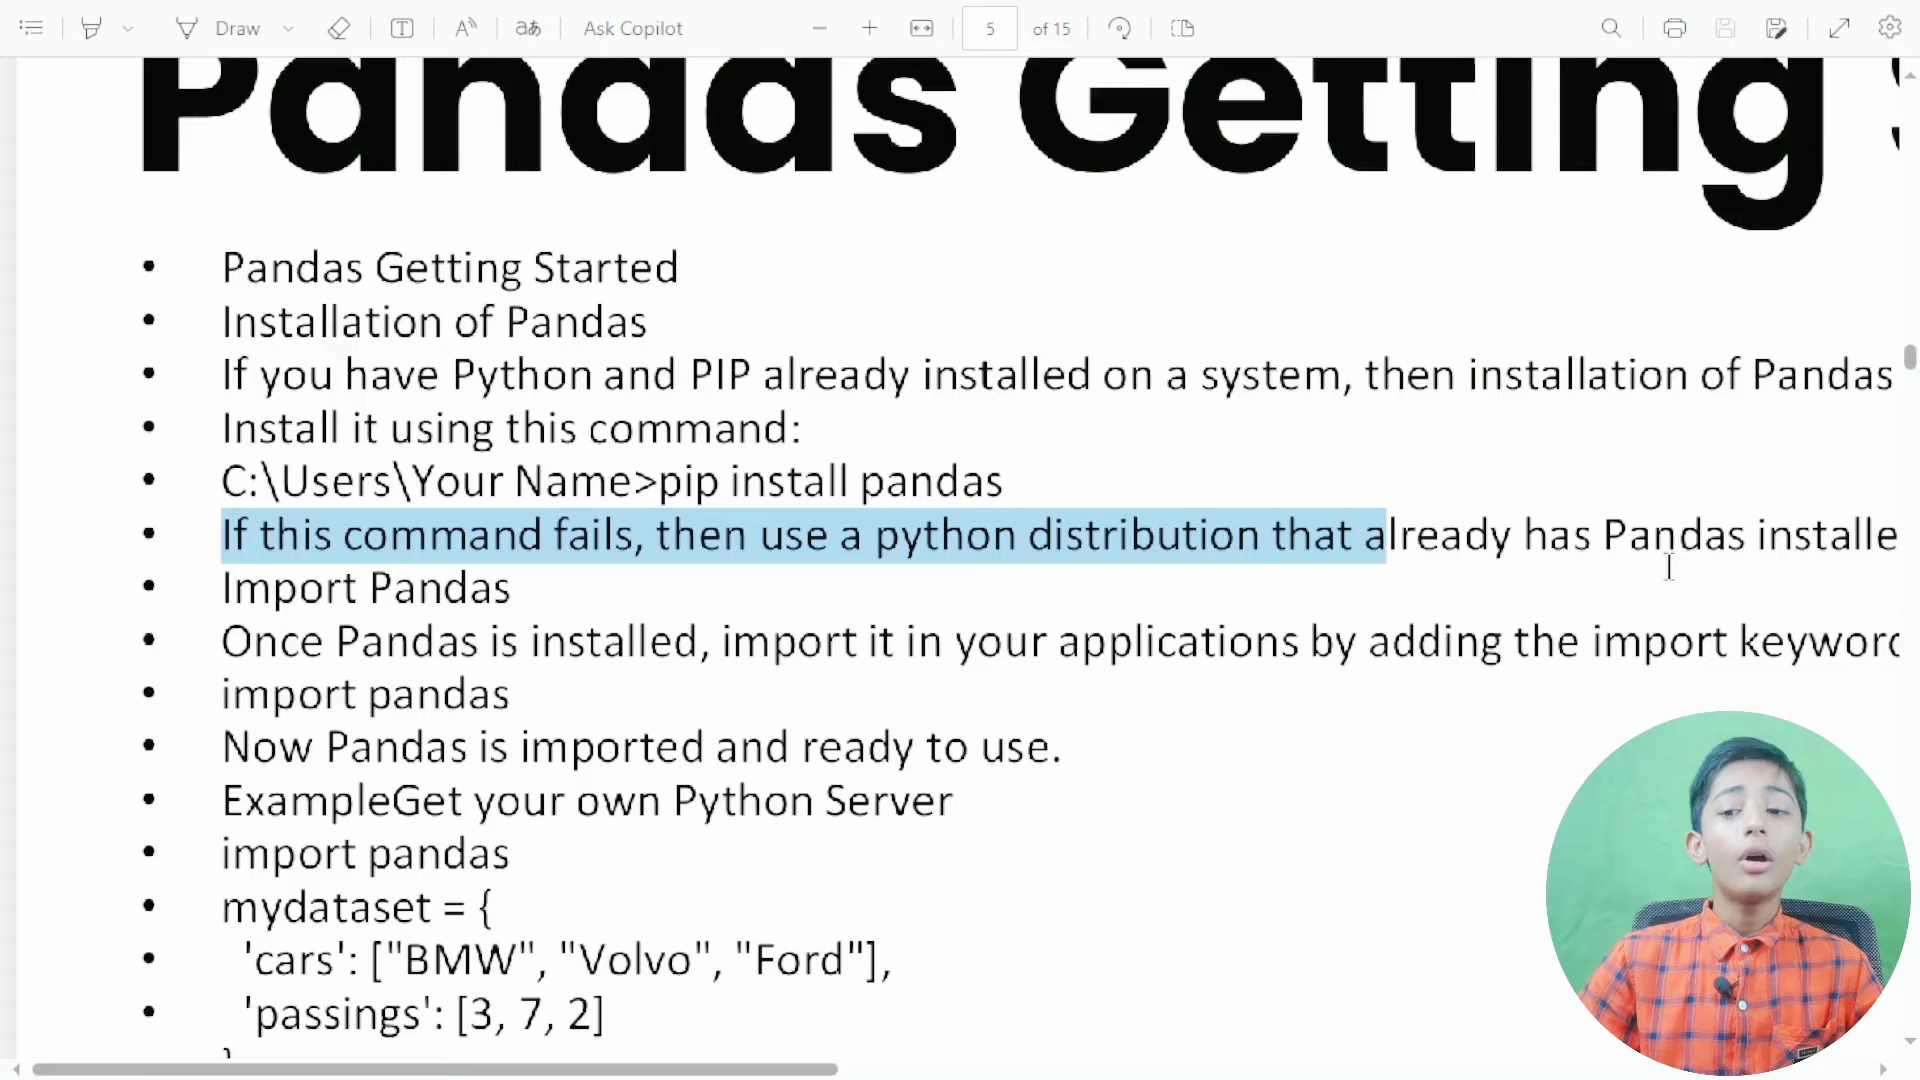 Draw
Ask Copilot
5 of 15
Pandas Getting
Pandas Getting Started
Installation of Pandas
If you have Python and PIP already installed on a system, then installation of Pandas
Install it using this command:
C:\Users\Your Name>pip install pandas
If this command fails, then use a python distribution that already has Pandas installe
Import Pandas
Once Pandas is installed, import it in your applications by adding the import keyword
import pandas
Now Pandas is imported and ready to use.
ExampleGet your own Python Server
import pandas
mydataset = {
'cars': ["BMW", "Volvo", "Ford"],
'passings': [3, 7, 2]